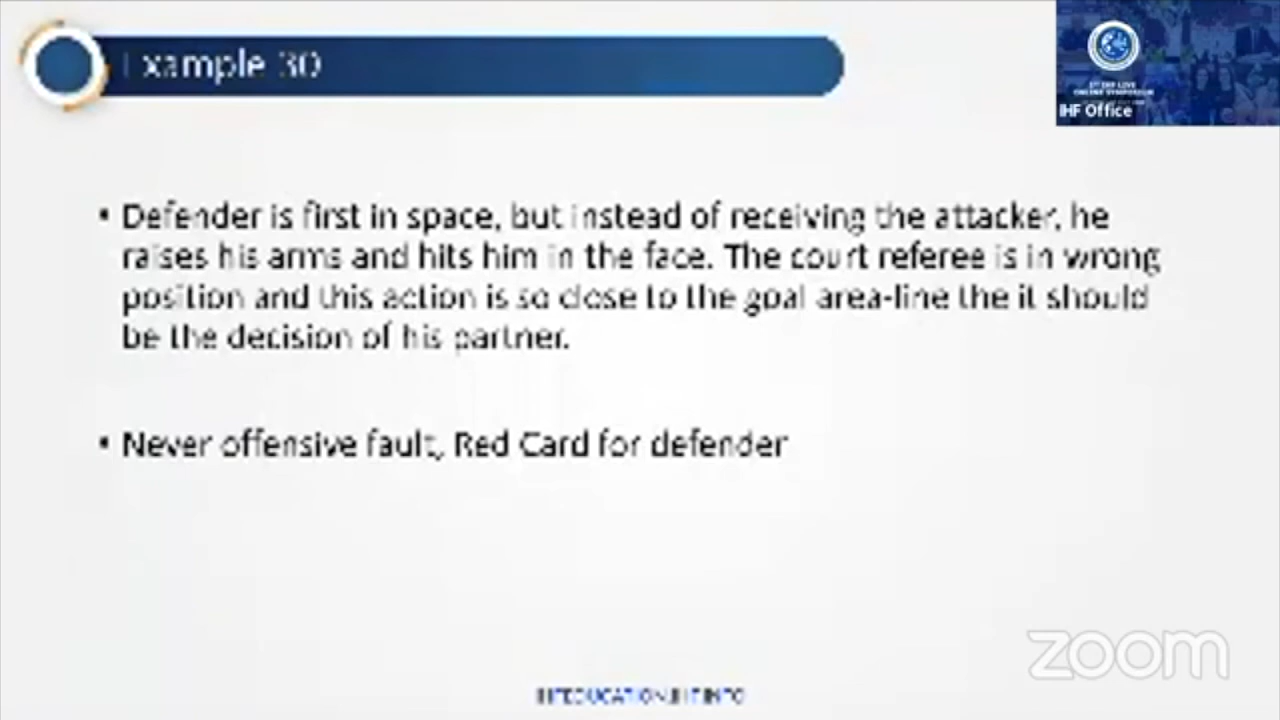 Example 30
IHF Office
• Defender is first in space, but instead of receiving the attacker, he
raises his arms and hits him in the face. The court referee is in wrong
position and this action is so close to the goal area-line the it should
be the decision of his partner.
• Never offensive fault, Red Card for defender
zoom